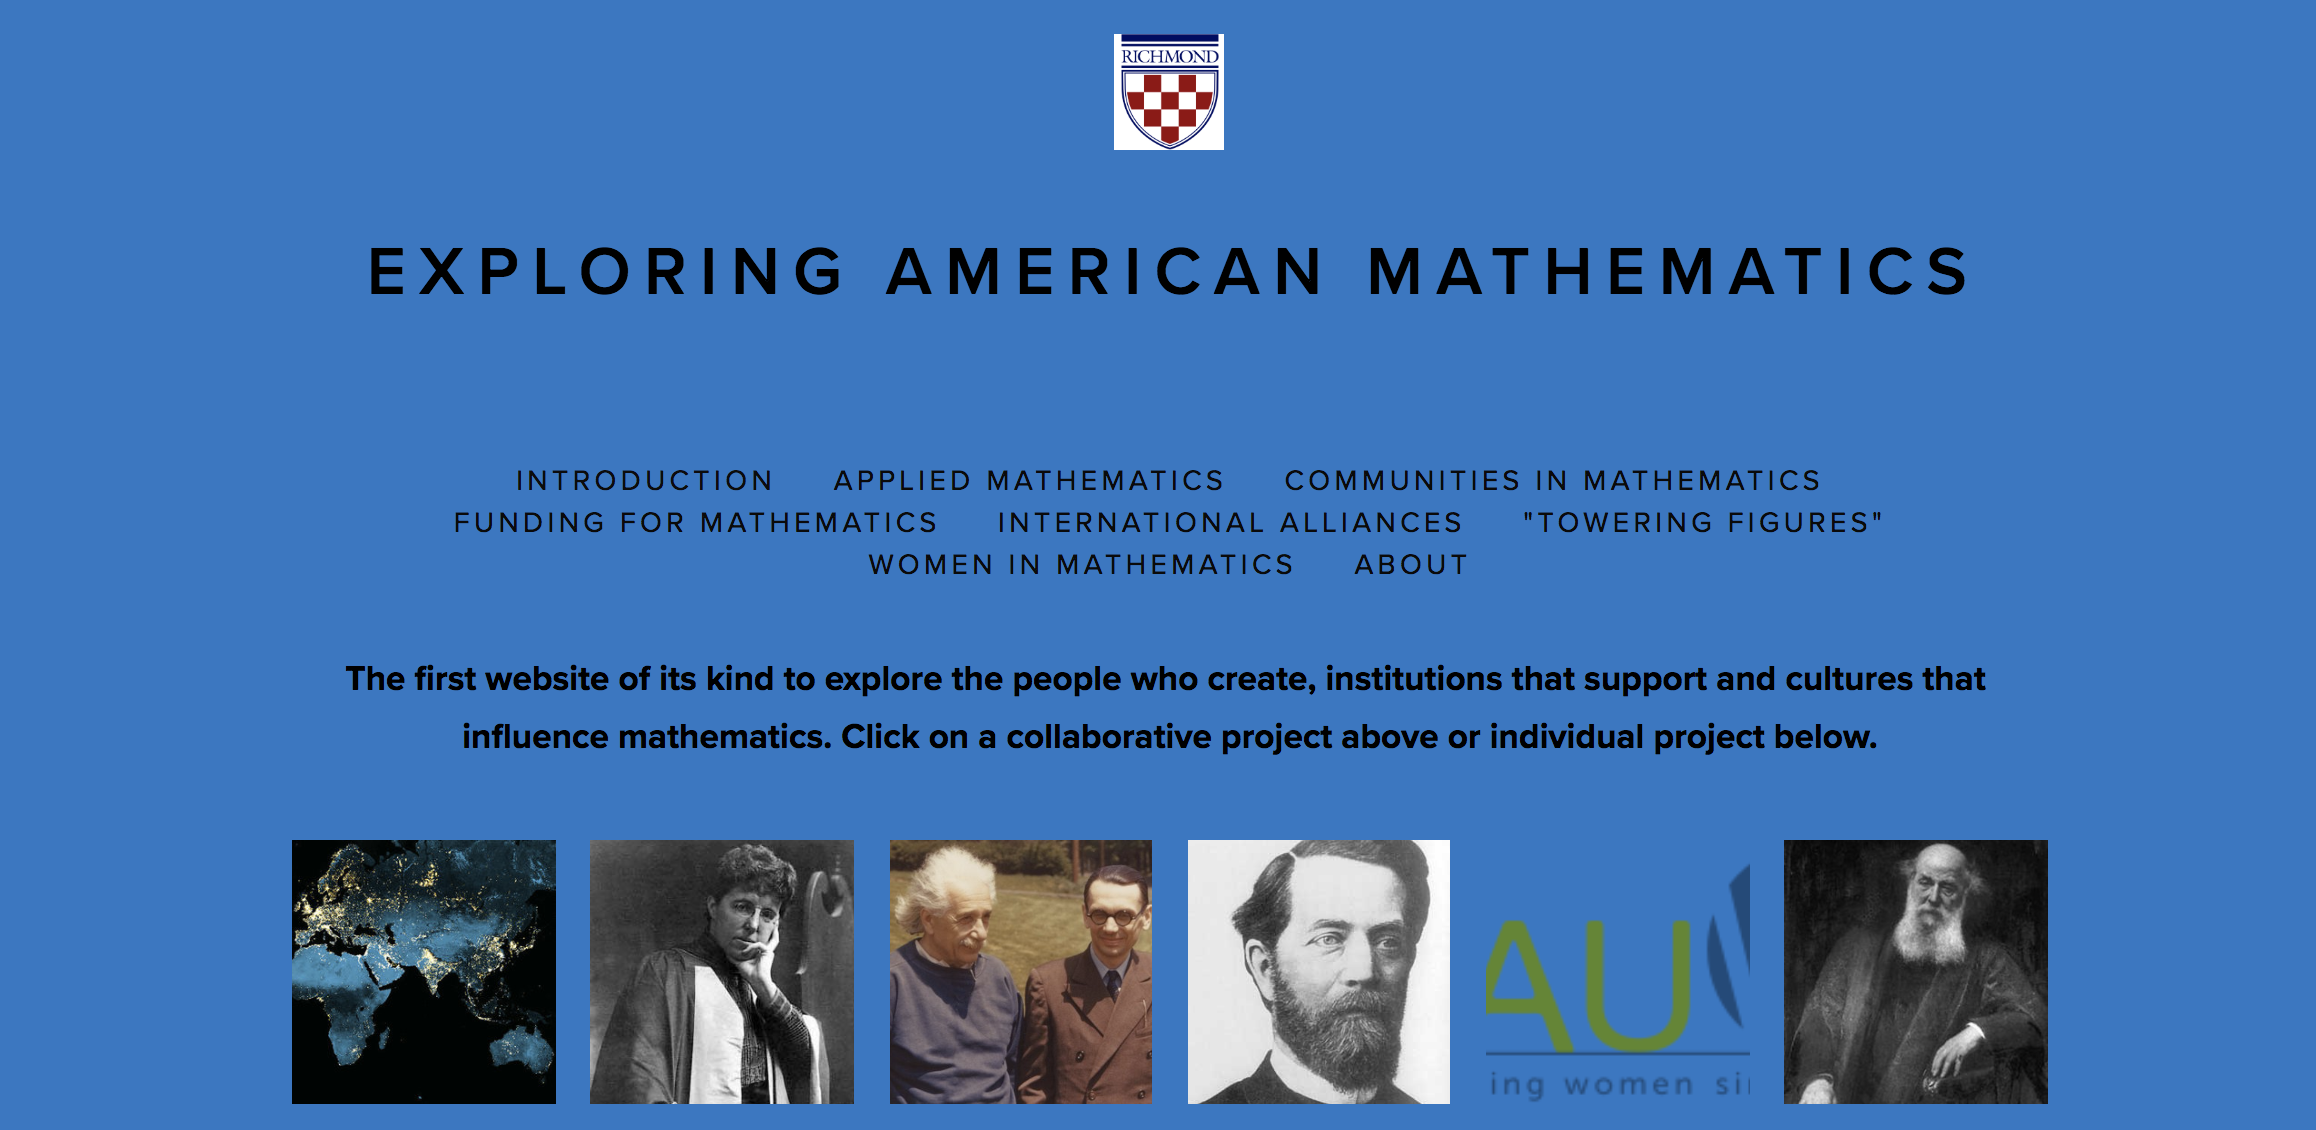 RICHMOND
EXPLORING AMERICAN MATHEMATICS
INTRODUCTION APPLIED MATHEMATICS COMMUNITIES IN MATHEMATICS
FUNDING FOR MATHEMATICS INTERNATIONAL ALLIANCES "TOWERING FIGURES"
WOMEN IN MATHEMATICS ABOUT
The first website of its kind to explore the people who create, institutions that support and cultures that
influence mathematics. Click on a collaborative project above or individual project below.
AU
ing women si